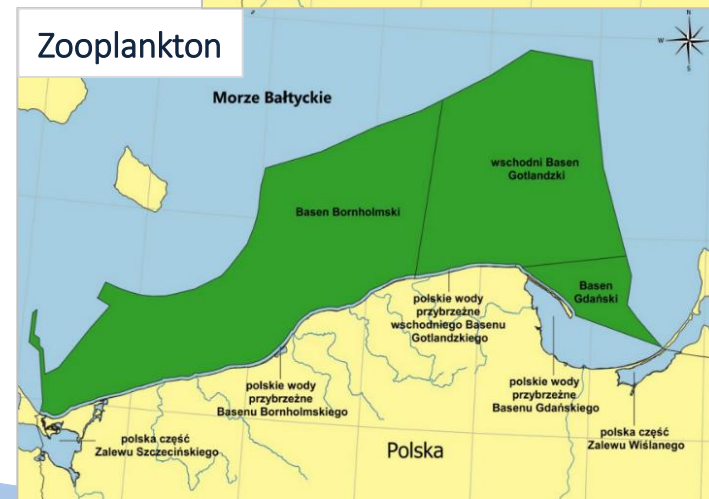 Zooplankton
N
W
S
Morze Bałtyckie
wschodni Basen
Gotlandzki
Basen Bornholmski
Basen
Gdański
polskie wody
przybrzeżne
wschodniego Basenu
Gotlandzkiego
polskie wody
przybrzeżne
Basenu Bornholmskiego
polskie wody
przybrzeżne
Basenu Gdańskiego
polska część
Zalewu Szczecińskiego
polska część
Zalewu Wiślanego
Polska